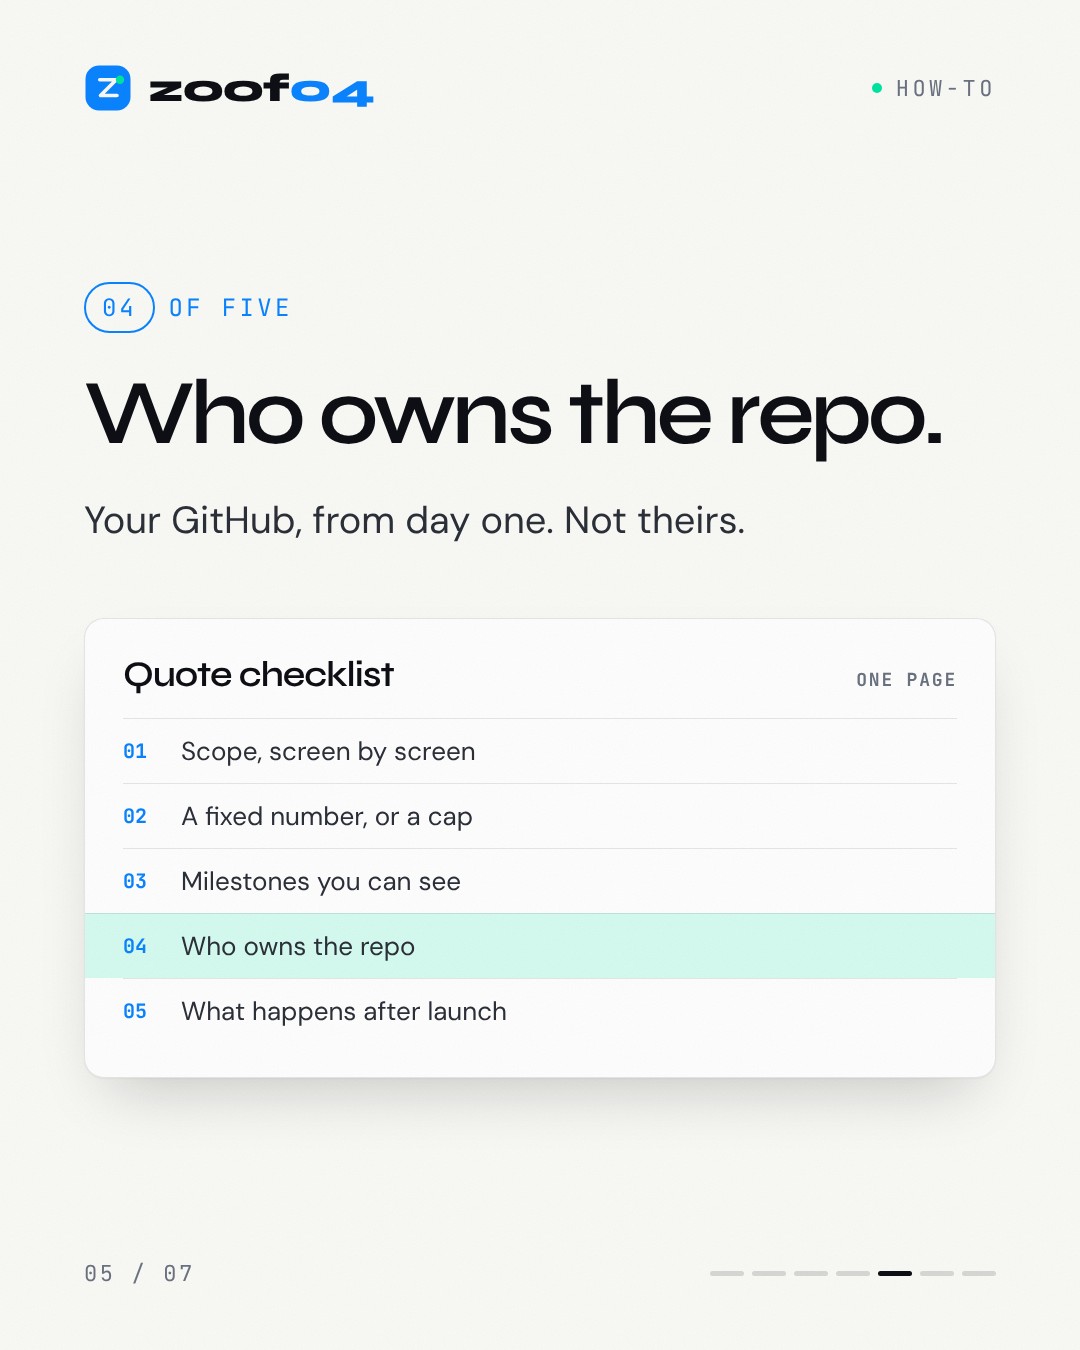 Z zoof04
HOW-TO
04 OF FIVE
Who owns the repo.
Your GitHub, from day one. Not theirs.
Quote checklist
ONE PAGE
01 Scope, screen by screen
02 A fixed number, or a cap
03 Milestones you can see
04 Who owns the repo
05 What happens after launch
05 / 07